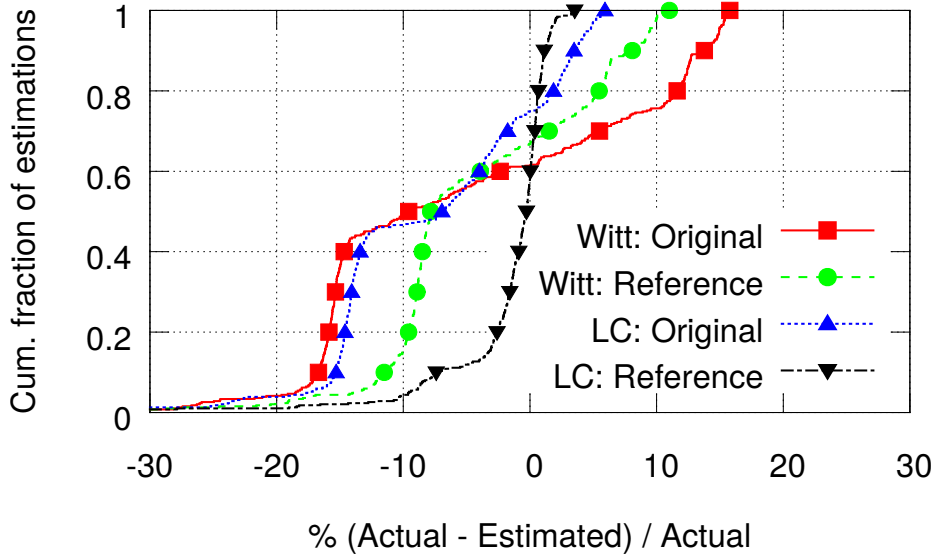 Cum. fraction of estimations
1
0.8
0.6
0.4
0.2
0
Witt: Original
Witt: Reference
LC: Original
LC: Reference
-30 -20 -10 0 10 20 30
% (Actual - Estimated) / Actual